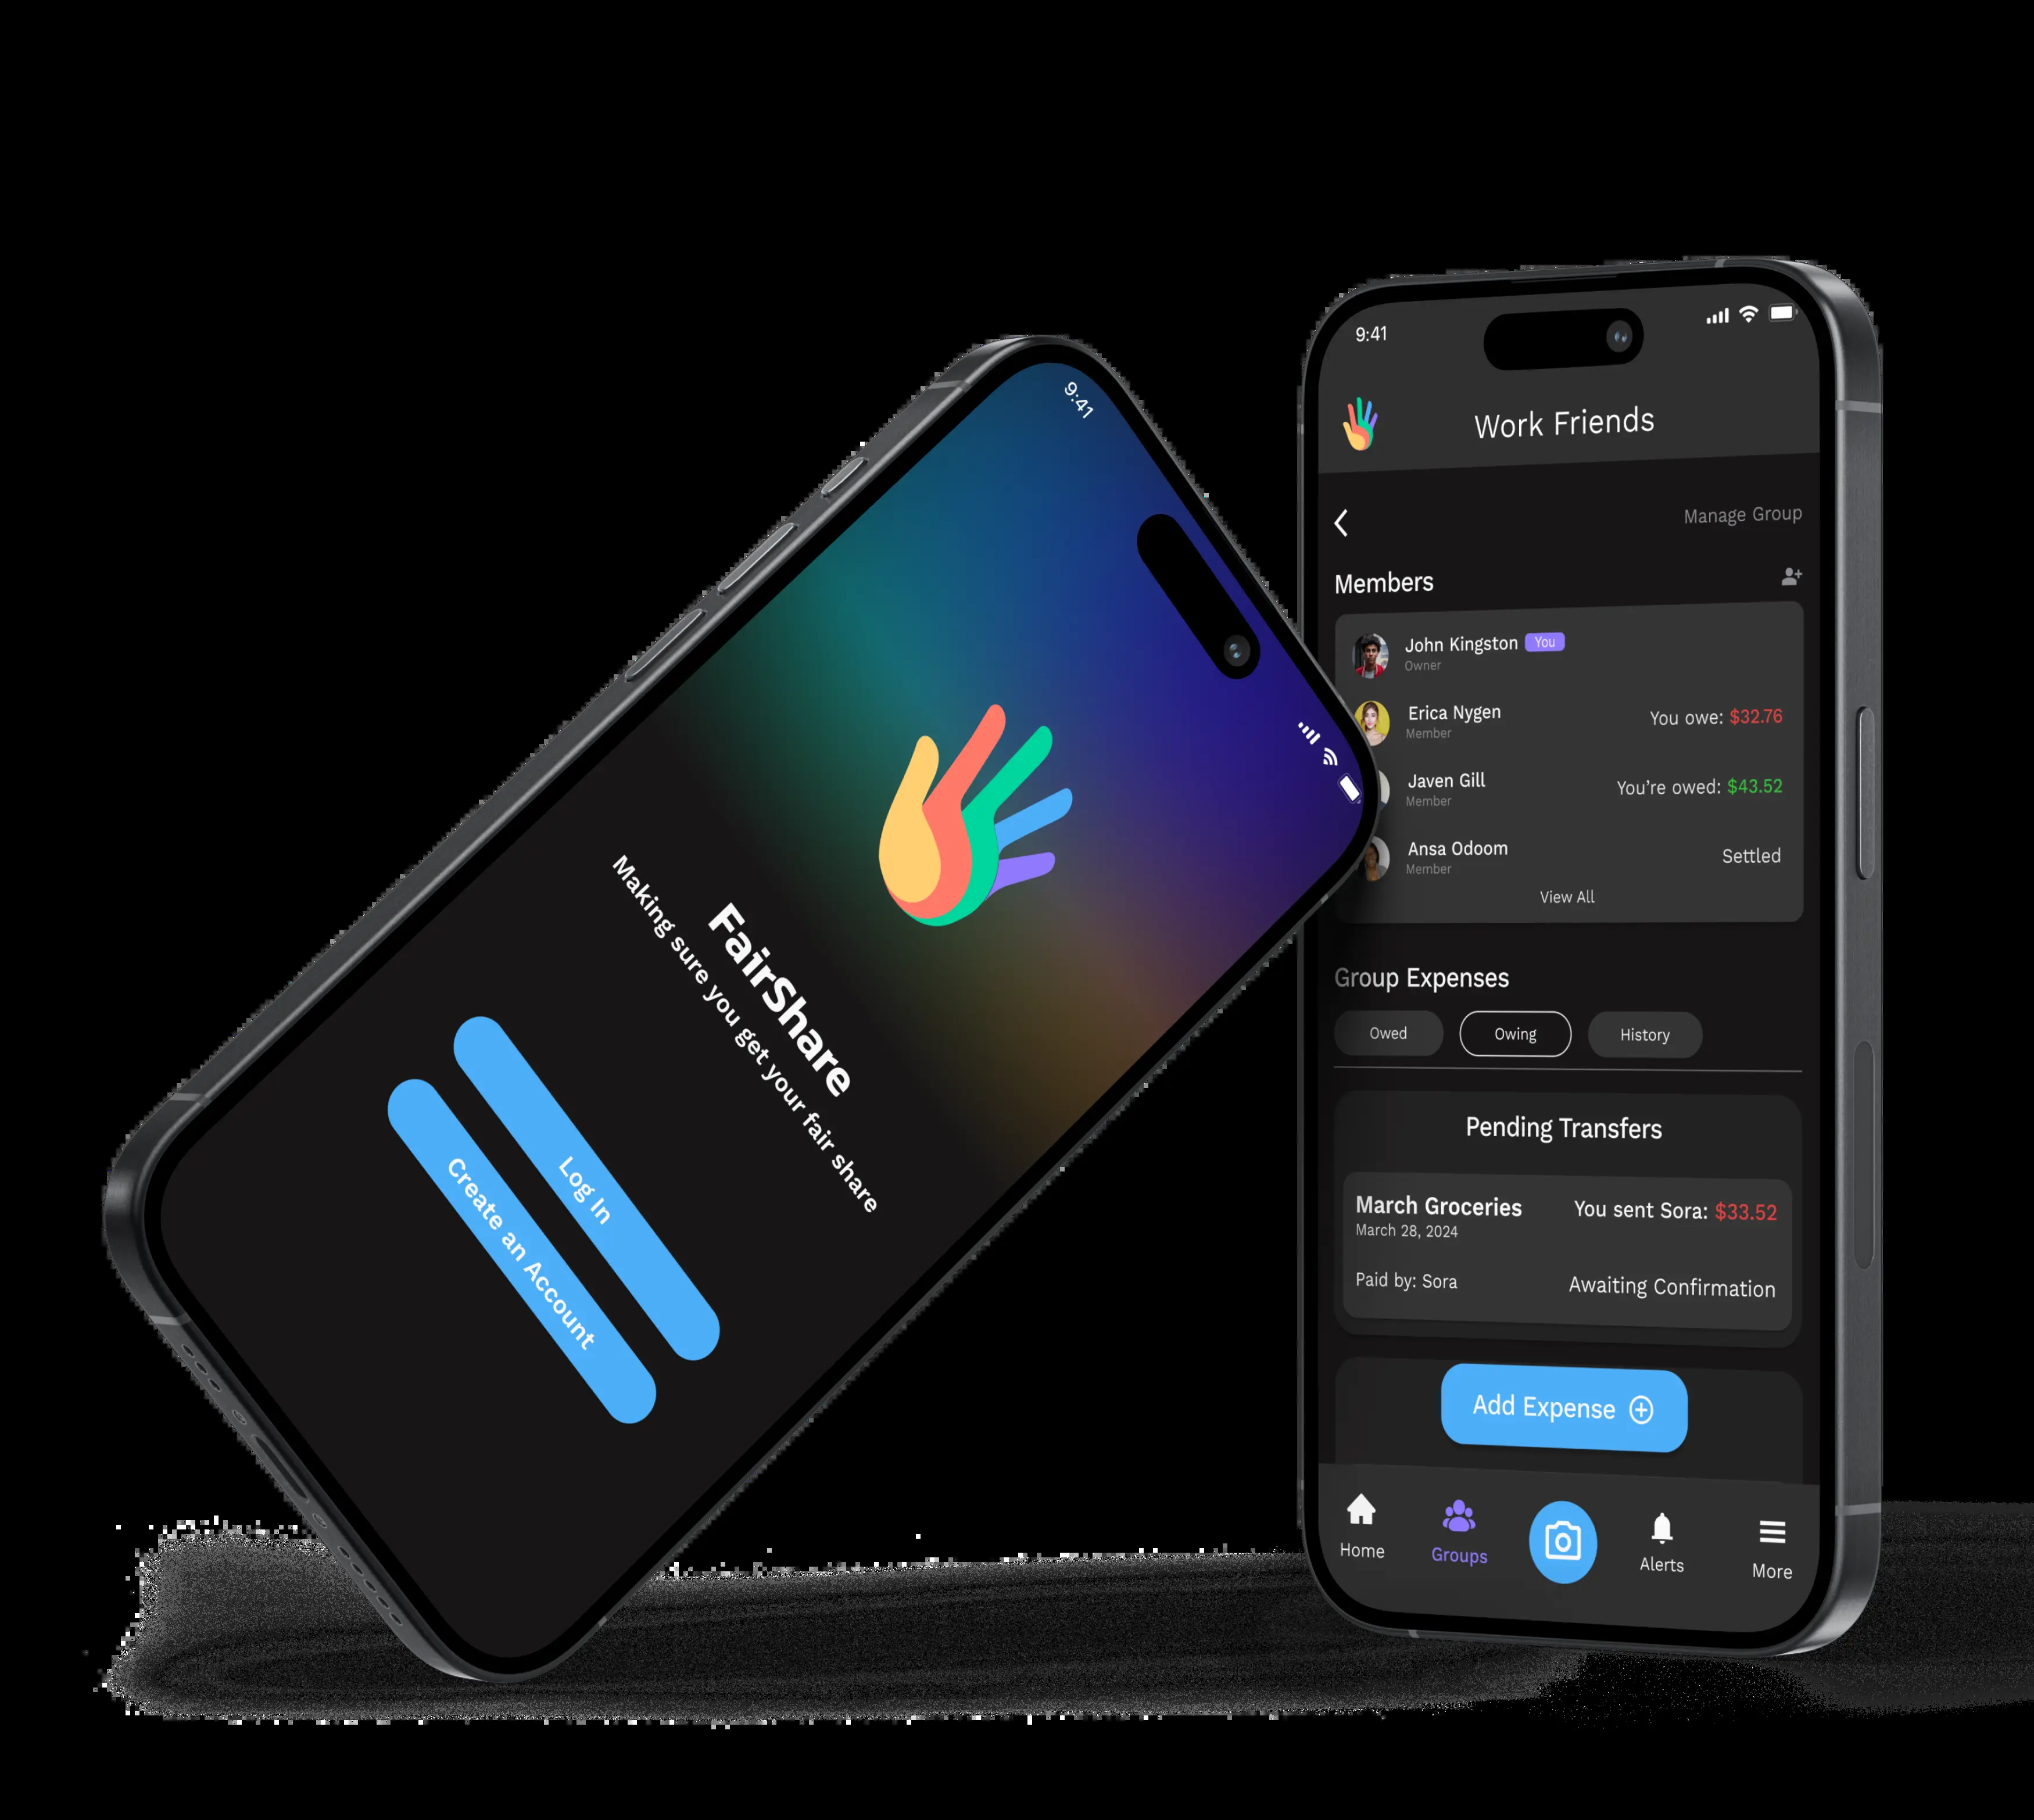 9:41
FairShare
Making sure you get your fair share
Log In
Create an Account
9:41
Work Friends
Manage Group
Members
John Kingston You
Owner
Erica Nygen
Member
You owe: $32.76
Javen Gill
Member
You're owed: $43.52
Ansa Odoom
Member
Settled
View All
Group Expenses
Owed Owing History
Pending Transfers
March Groceries
March 28, 2024
You sent Sora: $33.52
Paid by: Sora
Awaiting Confirmation
Add Expense
Home
Groups
Alerts
More